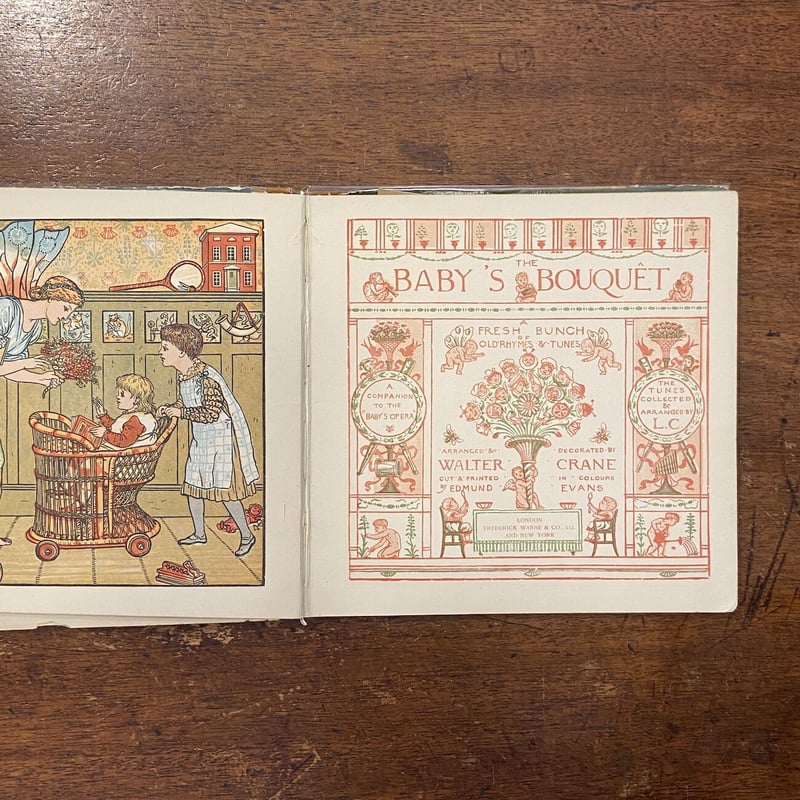 THE
BABY'S BOUQUÊT
A
FRESH BUNCH
OF
OLD RHYMES & TUNES
A
COMPANION
TO THE
"BABY'S OPERA"
THE
TUNES
COLLECTED
&
ARRANGED BY
L.C
ARRANGED & DECORATED BY
WALTER CRANE
CUT & PRINTED IN COLOURS
BY EDMUND EVANS
LONDON
FREDERICK WARNE & CO., LTD.
AND NEW YORK